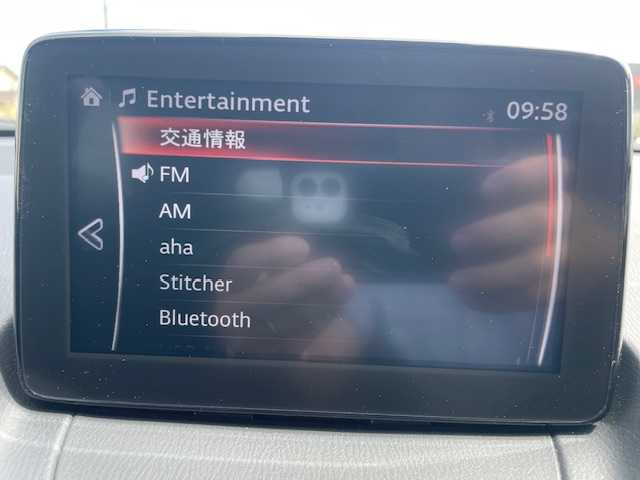 Entertainment
09:58
交通情報
FM
AM
aha
Stitcher
Bluetooth